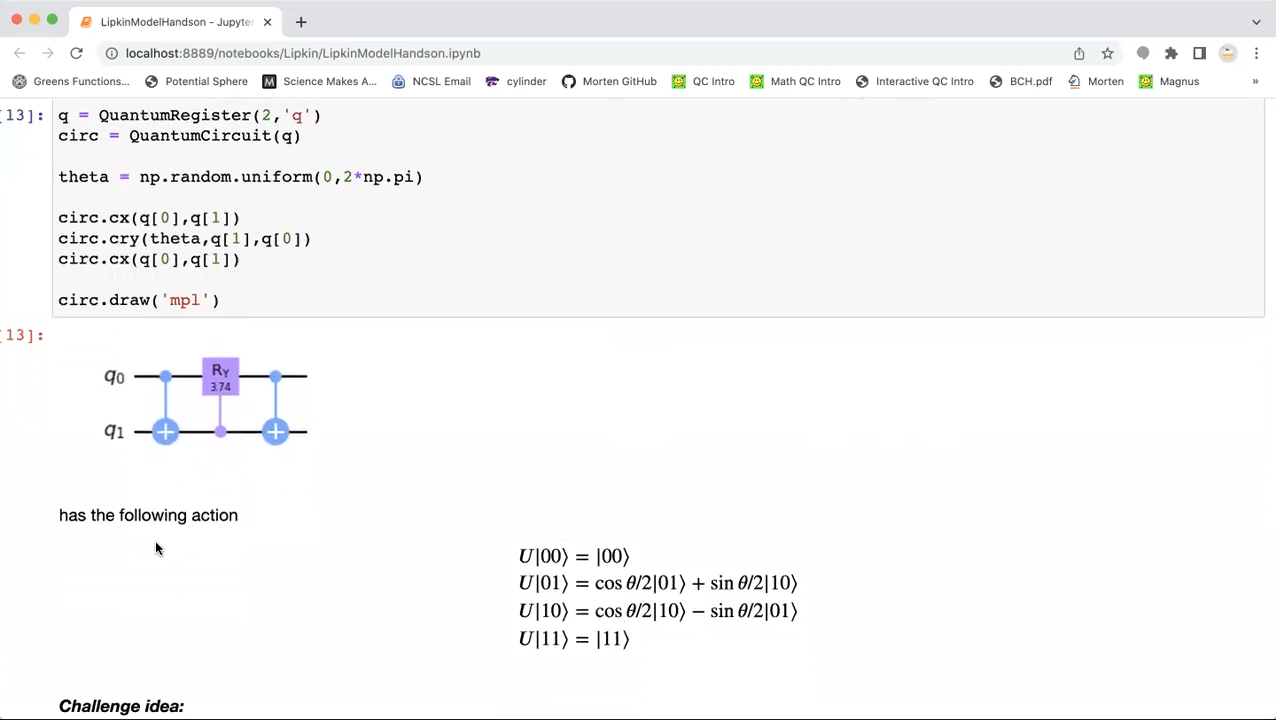 LipkinModelHandson - Jupyter
localhost:8889/notebooks/Lipkin/LipkinModelHandson.ipynb
Greens Functions... Potential Sphere Science Makes A... NCSL Email cylinder Morten GitHub QC Intro Math QC Intro Interactive QC Intro BCH.pdf Morten Magnus »
[13]: q = QuantumRegister(2,'q')
circ = QuantumCircuit(q)
theta = np.random.uniform(0,2*np.pi)
circ.cx(q[0],q[1])
circ.cry(theta,q[1],q[0])
circ.cx(q[0],q[1])
circ.draw('mpl')
[13]:
q0 RY
3.74
q1
has the following action
U|00⟩ = |00⟩
U|01⟩ = cos θ/2|01⟩ + sin θ/2|10⟩
U|10⟩ = cos θ/2|10⟩ − sin θ/2|01⟩
U|11⟩ = |11⟩
Challenge idea: